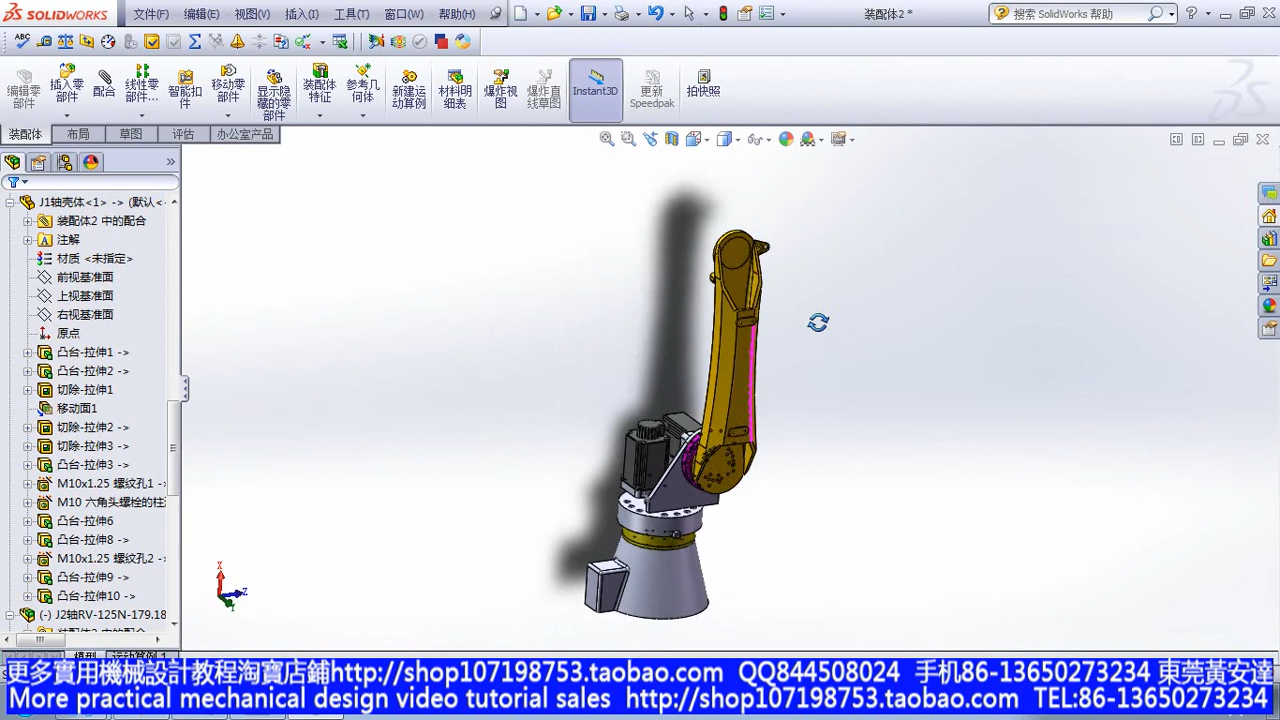 SOLIDWORKS 文件(F) 编辑(E) 视图(V) 插入(I) 工具(T) 窗口(W) 帮助(H) 装配体2 * 搜索 SolidWorks 帮助
ABC
编辑零部件 插入零部件 配合 线性零部件... 智能扣件 移动零部件 显示隐藏的零部件 装配体特征 参考几何体 新建运动算例 材料明细表 爆炸视图 爆炸直线草图 Instant3D 更新Speedpak 拍快照
装配体 布局 草图 评估 办公室产品
J1轴壳体<1> -> (默认<
装配体2 中的配合
注解
材质 <未指定>
前视基准面
上视基准面
右视基准面
原点
凸台-拉伸1 ->
凸台-拉伸2 ->
切除-拉伸1
移动面1
切除-拉伸2 ->
切除-拉伸3 ->
凸台-拉伸3 ->
M10x1.25 螺纹孔1 ->
M10 六角头螺栓的柱
凸台-拉伸6
凸台-拉伸8 ->
M10x1.25 螺纹孔2 ->
凸台-拉伸9 ->
凸台-拉伸10 ->
(-) J2轴RV-125N-179.18
装配体2 中的配合
X
Z
Y
模型 运动算例 1
更多實用機械設計教程淘寶店鋪http://shop107198753.taobao.com QQ844508024 手机86-13650273234 東莞黃安達
More practical mechanical design video tutorial sales http://shop107198753.taobao.com TEL:86-13650273234